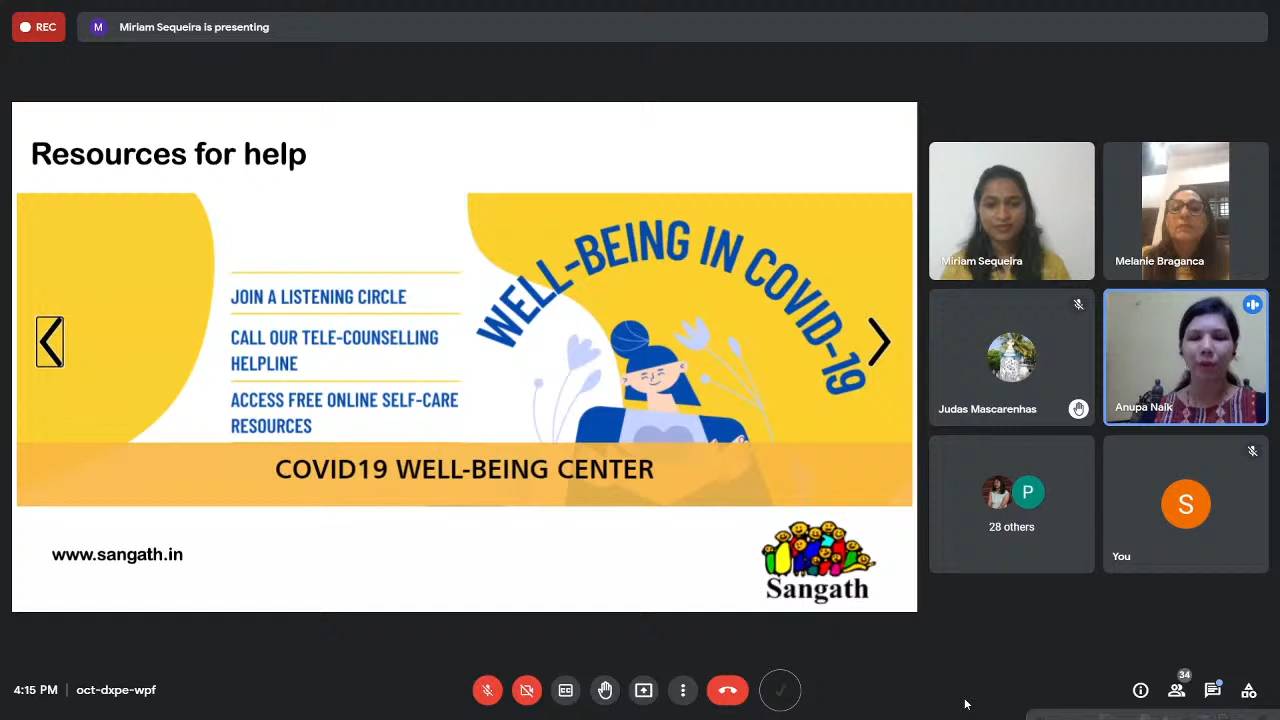 REC
M
Miriam Sequeira is presenting
Resources for help
JOIN A LISTENING CIRCLE
CALL OUR TELE-COUNSELLING
HELPLINE
ACCESS FREE ONLINE SELF-CARE
RESOURCES
WELL-BEING IN COVID-19
COVID19 WELL-BEING CENTER
www.sangath.in
Sangath
Miriam Sequeira
Melanie Braganca
Judas Mascarenhas
Anupa Naik
P
28 others
S
You
4:15 PM
oct-dxpe-wpf
CC
34